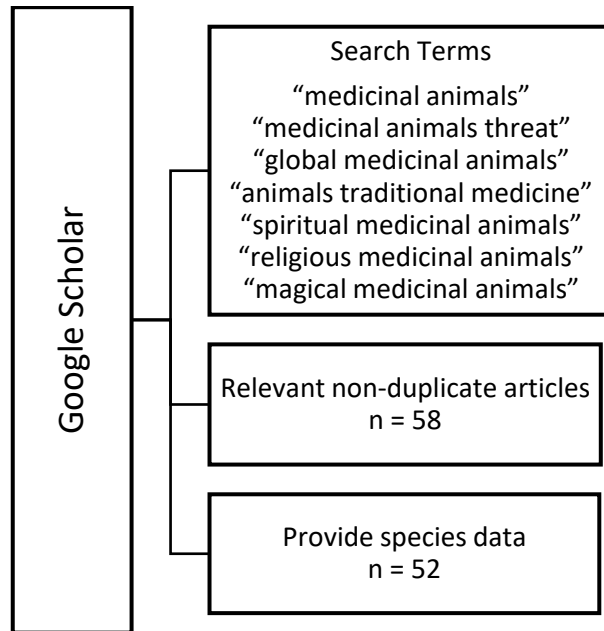 Google Scholar
Search Terms
“medicinal animals”
“medicinal animals threat”
“global medicinal animals”
“animals traditional medicine”
“spiritual medicinal animals”
“religious medicinal animals”
“magical medicinal animals”
Relevant non-duplicate articles
n = 58
Provide species data
n = 52